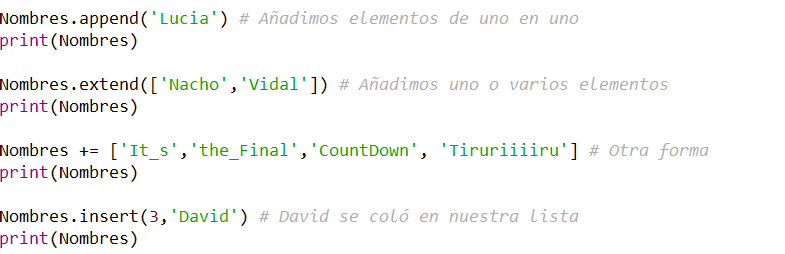 Nombres.append('Lucia') # Añadimos elementos de uno en uno
print(Nombres)
Nombres.extend(['Nacho','Vidal']) # Añadimos uno o varios elementos
print(Nombres)
Nombres += ['It_s','the_Final','CountDown', 'Tiruriiiiru'] # Otra forma
print(Nombres)
Nombres.insert(3,'David') # David se coló en nuestra lista
print(Nombres)